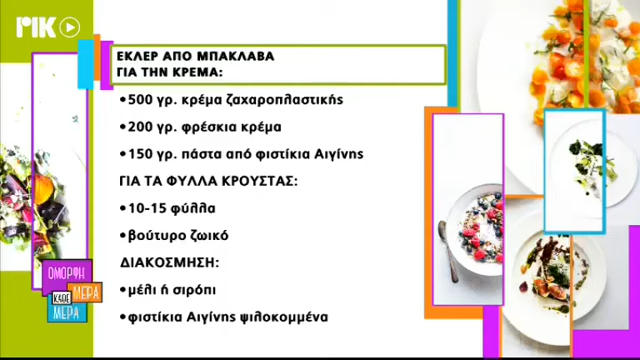 ΡΙΚ
ΕΚΛΕΡ ΑΠΟ ΜΠΑΚΛΑΒΑ
ΓΙΑ ΤΗΝ ΚΡΕΜΑ:
•500 γρ. κρέμα ζαχαροπλαστικής
•200 γρ. φρέσκια κρέμα
•150 γρ. πάστα από φιστίκια Αιγίνης
ΓΙΑ ΤΑ ΦΥΛΛΑ ΚΡΟΥΣΤΑΣ:
•10-15 φύλλα
•βούτυρο ζωικό
ΔΙΑΚΟΣΜΗΣΗ:
•μέλι ή σιρόπι
•φιστίκια Αιγίνης ψιλοκομμένα
ΟΜΟΡΦΗ
ΜΕΡΑ
ΚΑΘΕ
ΜΕΡΑ